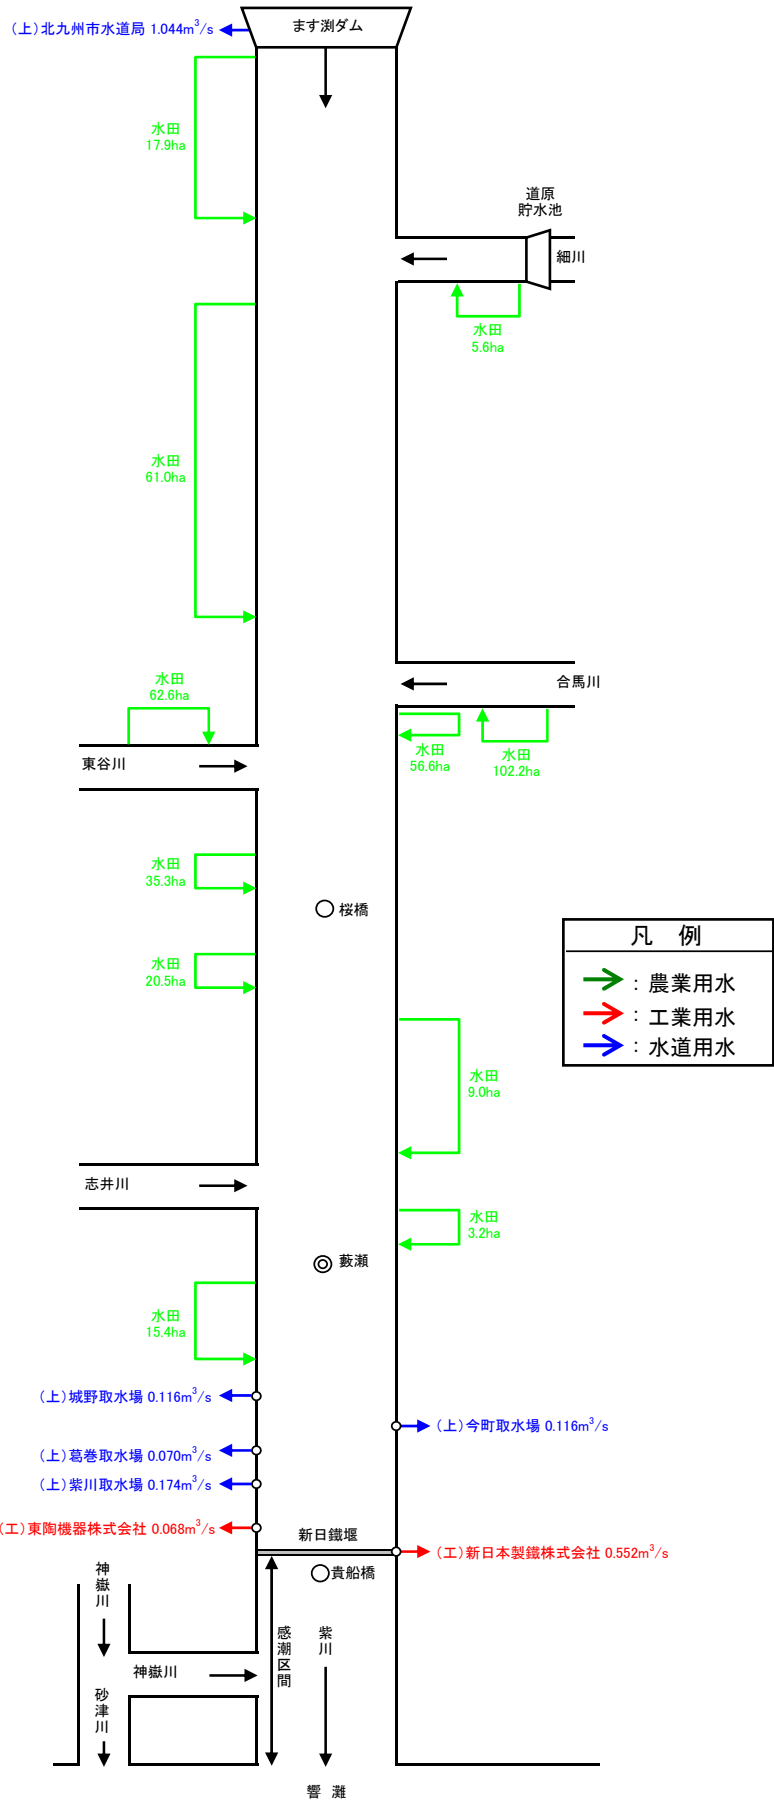 (上)北九州市水道局 1.044m³/s
ます渕ダム
水田
17.9ha
道原
貯水池
細川
水田
5.6ha
水田
61.0ha
水田
62.6ha
合馬川
東谷川
水田
56.6ha
水田
102.2ha
水田
35.3ha
桜橋
水田
20.5ha
凡 例
：農業用水
：工業用水
：水道用水
水田
9.0ha
志井川
水田
3.2ha
藪瀬
水田
15.4ha
(上)城野取水場 0.116m³/s
(上)今町取水場 0.116m³/s
(上)葛巻取水場 0.070m³/s
(上)紫川取水場 0.174m³/s
(工)東陶機器株式会社 0.068m³/s
新日鐵堰
(工)新日本製鐵株式会社 0.552m³/s
貴船橋
神嶽川
感潮区間
紫川
神嶽川
砂津川
響 灘